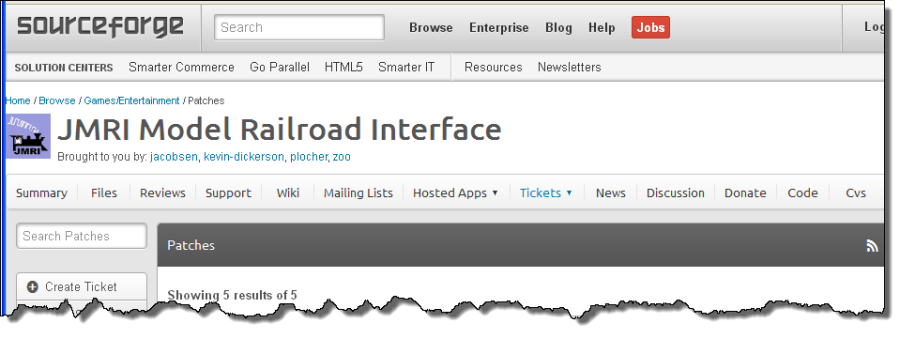 sourceforge Search Browse Enterprise Blog Help Jobs
SOLUTION CENTERS Smarter Commerce Go Parallel HTML5 Smarter IT Resources Newsletters
Home / Browse / Games/Entertainment / Patches
JMRI JMRI Model Railroad Interface
Brought to you by: jacobsen, kevin-dickerson, plocher, zoo
Summary Files Reviews Support Wiki Mailing Lists Hosted Apps Tickets News Discussion Donate Code Cvs
Search Patches
Patches
Create Ticket
Showing 5 results of 5